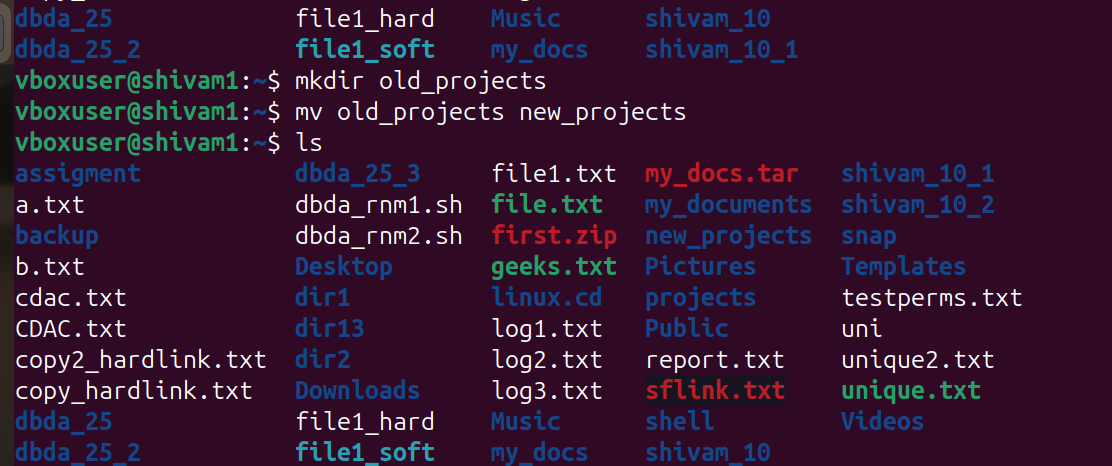 dbda_25 file1_hard Music shivam_10
dbda_25_2 file1_soft my_docs shivam_10_1
vboxuser@shivam1:~$ mkdir old_projects
vboxuser@shivam1:~$ mv old_projects new_projects
vboxuser@shivam1:~$ ls
assigment dbda_25_3 file1.txt my_docs.tar shivam_10_1
a.txt dbda_rnm1.sh file.txt my_documents shivam_10_2
backup dbda_rnm2.sh first.zip new_projects snap
b.txt Desktop geeks.txt Pictures Templates
cdac.txt dir1 linux.cd projects testperms.txt
CDAC.txt dir13 log1.txt Public uni
copy2_hardlink.txt dir2 log2.txt report.txt unique2.txt
copy_hardlink.txt Downloads log3.txt sflink.txt unique.txt
dbda_25 file1_hard Music shell Videos
dbda_25_2 file1_soft my_docs shivam_10